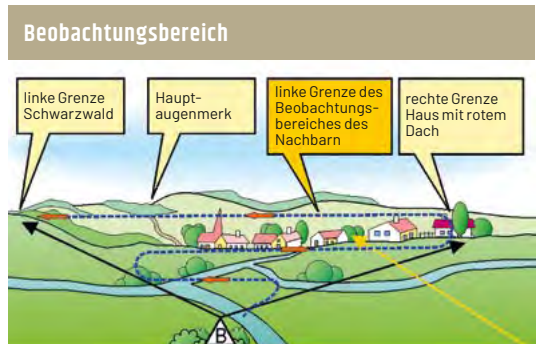 Beobachtungsbereich
linke Grenze
Schwarzwald
Haupt-
augenmerk
linke Grenze des
Beobachtungs-
bereiches des
Nachbarn
rechte Grenze
Haus mit rotem
Dach
B